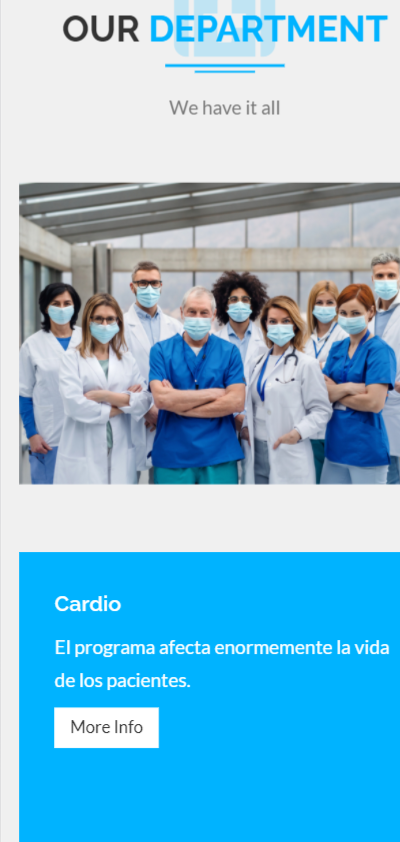 OUR DEPARTMENT
We have it all
Cardio
El programa afecta enormemente la vida
de los pacientes.
More Info